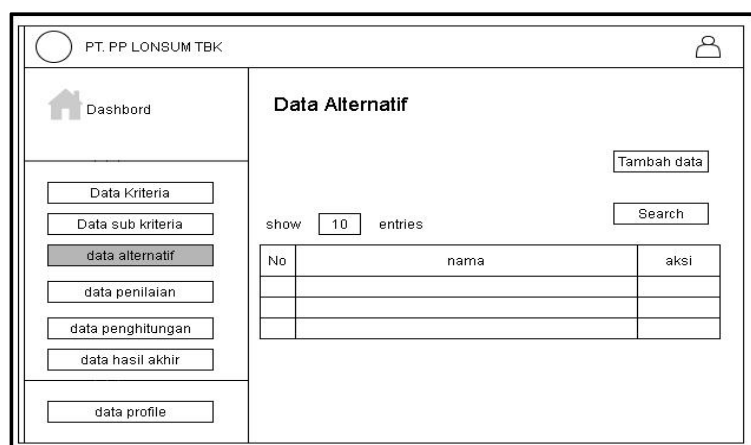 PT. PP LONSUM TBK
Dashbord
Data Kriteria
Data sub kriteria
data alternatif
data penilaian
data penghitungan
data hasil akhir
data profile
Data Alternatif
Tambah data
show 10 entries
Search
No nama aksi